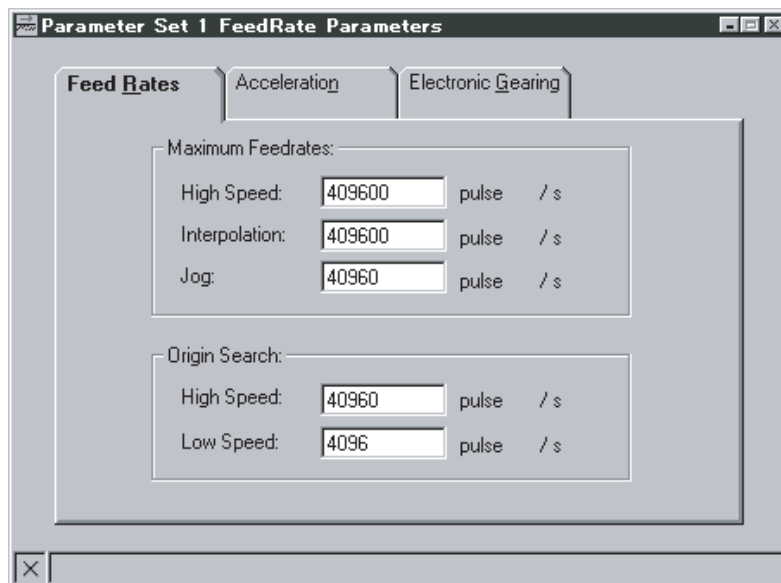 Parameter Set 1 FeedRate Parameters
Feed Rates
Acceleration
Electronic Gearing
Maximum Feedrates:
High Speed: 409600 pulse / s
Interpolation: 409600 pulse / s
Jog: 40960 pulse / s
Origin Search:
High Speed: 40960 pulse / s
Low Speed: 4096 pulse / s